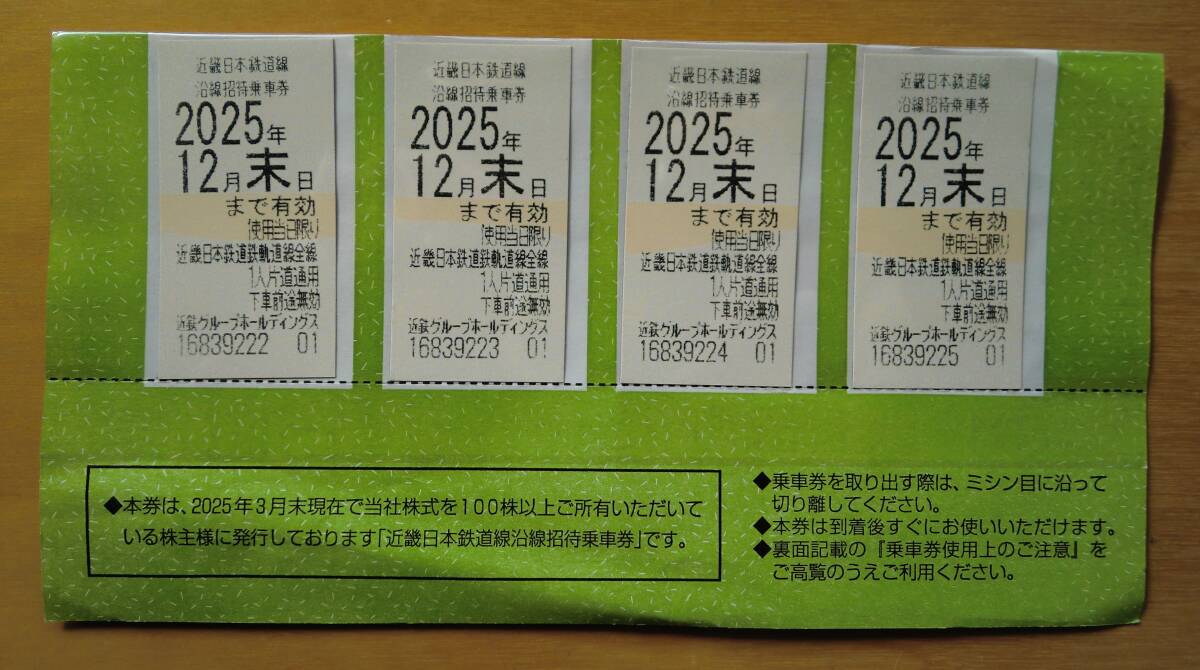 近畿日本鉄道線
沿線招待乗車券
2025年
12月末日
まで有効
使用当日限り
近畿日本鉄道鉄軌道線全線
1人片道通用
下車前途無効
近鉄グループホールディングス
16839222 01
近畿日本鉄道線
沿線招待乗車券
2025年
12月末日
まで有効
使用当日限り
近畿日本鉄道鉄軌道線全線
1人片道通用
下車前途無効
近鉄グループホールディングス
16839223 01
近畿日本鉄道線
沿線招待乗車券
2025年
12月末日
まで有効
使用当日限り
近畿日本鉄道鉄軌道線全線
1人片道通用
下車前途無効
近鉄グループホールディングス
16839224 01
近畿日本鉄道線
沿線招待乗車券
2025年
12月末日
まで有効
使用当日限り
近畿日本鉄道鉄軌道線全線
1人片道通用
下車前途無効
近鉄グループホールディングス
16839225 01
◆本券は、2025年3月末現在で当社株式を100株以上ご所有いただいて
いる株主様に発行しております「近畿日本鉄道線沿線招待乗車券」です。
◆乗車券を取り出す際は、ミシン目に沿って
切り離してください。
◆本券は到着後すぐにお使いいただけます。
◆裏面記載の『乗車券使用上のご注意』を
ご高覧のうえご利用ください。